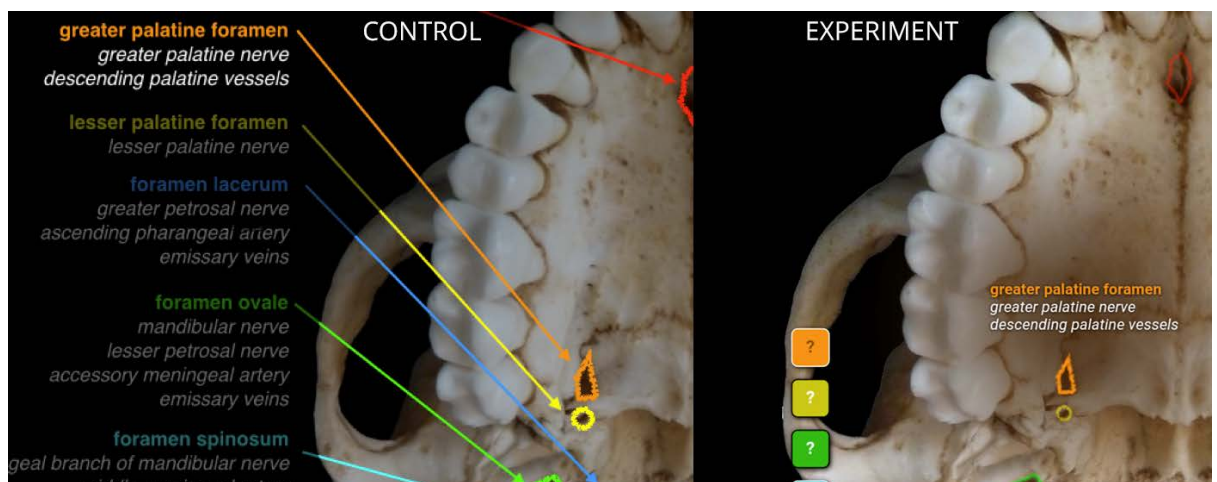 CONTROL
greater palatine foramen
greater palatine nerve
descending palatine vessels
lesser palatine foramen
lesser palatine nerve
foramen lacerum
greater petrosal nerve
ascending pharangeal artery
emissary veins
foramen ovale
mandibular nerve
lesser petrosal nerve
accessory meningeal artery
emissary veins
foramen spinosum
geal branch of mandibular nerve
EXPERIMENT
greater palatine foramen
greater palatine nerve
descending palatine vessels
?
?
?